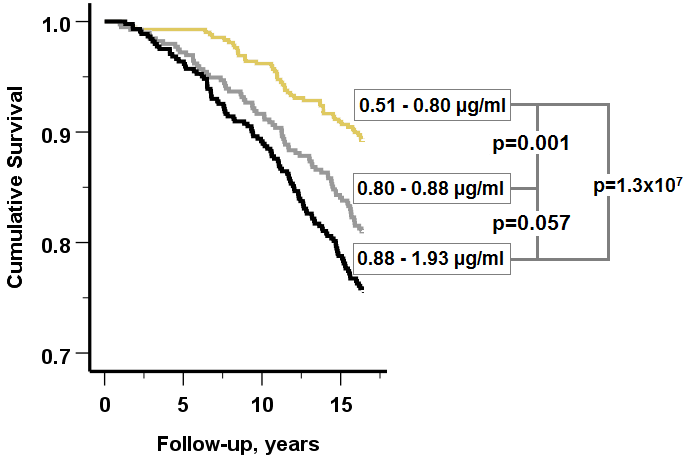 1.0
0.9
0.8
0.7
Cumulative Survival
0
5
10
15
Follow-up, years
0.51 - 0.80 µg/ml
0.80 - 0.88 µg/ml
0.88 - 1.93 µg/ml
p=0.001
p=0.057
p=1.3x10⁷